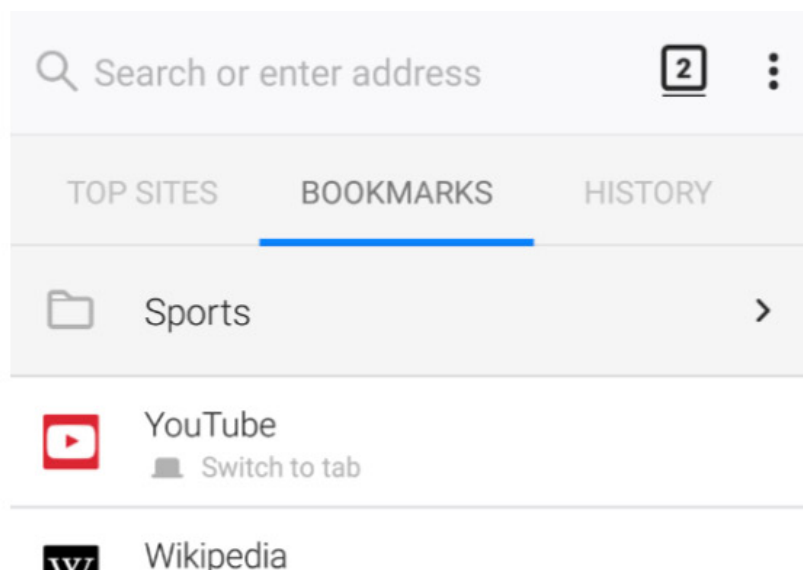 Search or enter address 2
TOP SITES BOOKMARKS HISTORY
Sports
YouTube
Switch to tab
W Wikipedia